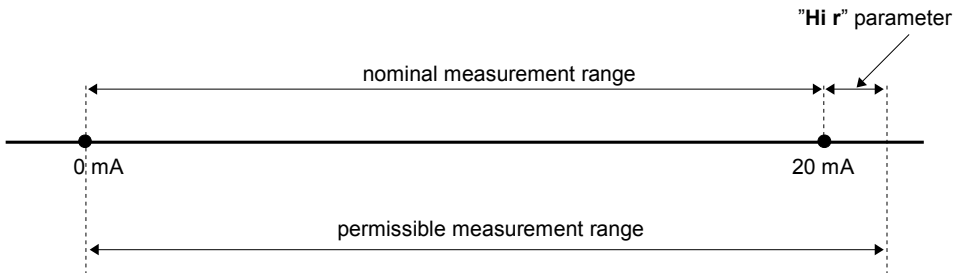 "Hi r" parameter
nominal measurement range
0 mA
20 mA
permissible measurement range